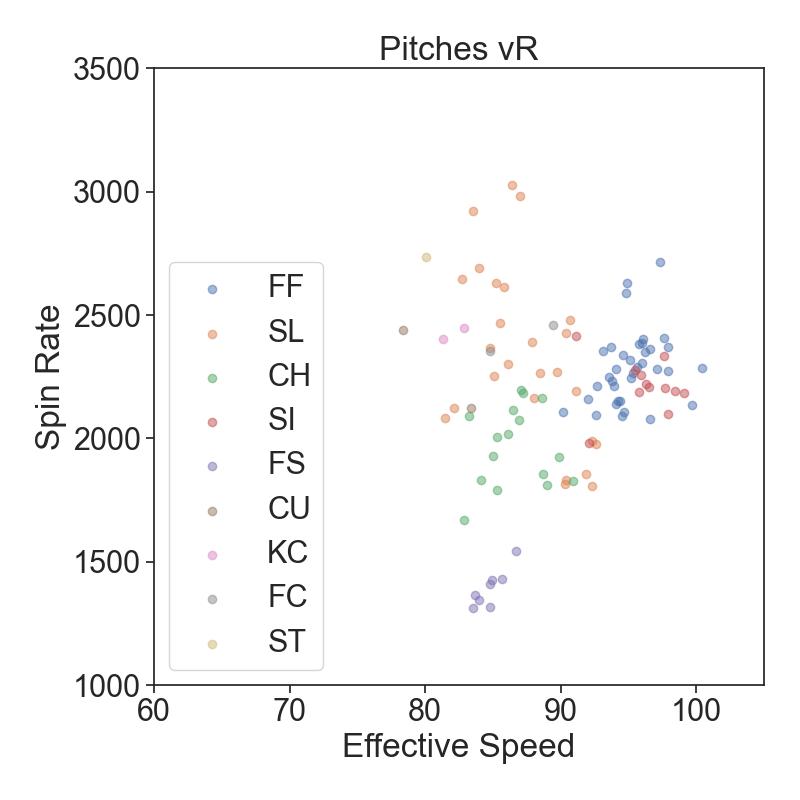 Pitches vR
3500
3000
2500
2000
1500
1000
Spin Rate
FF
SL
CH
SI
FS
CU
KC
FC
ST
60 70 80 90 100
Effective Speed